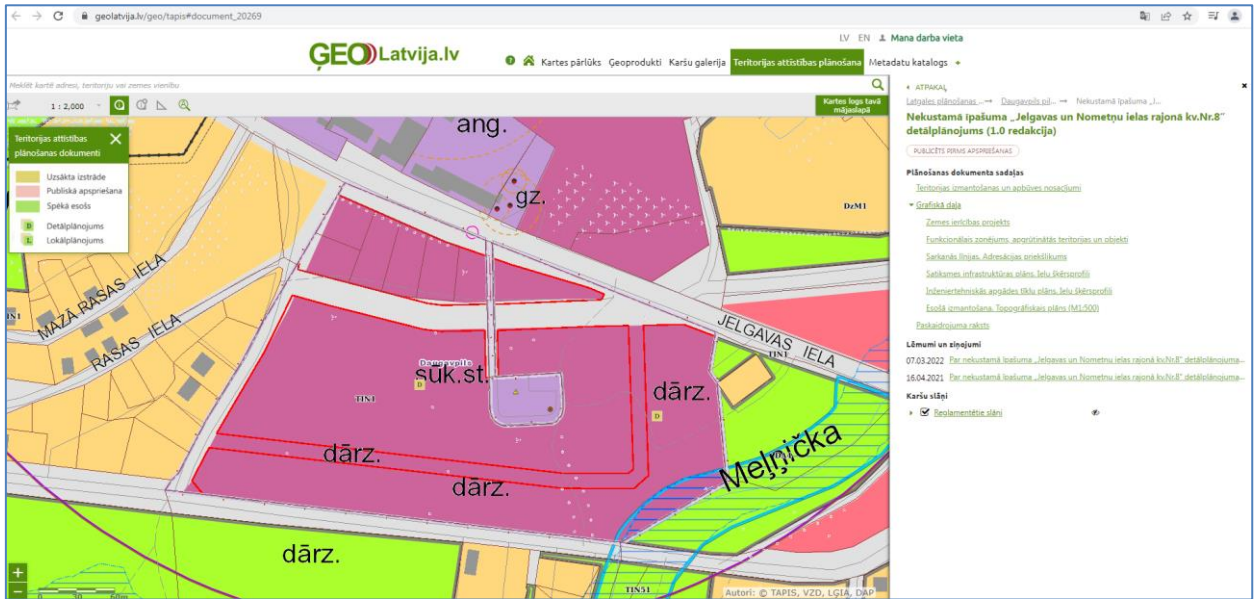 geolatvija.lv/geo/tapis#document_20269
LV EN Mana darba vieta
ĢEO Latvija.lv
Kartes pārlūks Ģeoprodukti Karšu galerija Teritorijas attīstības plānošana Metadatu katalogs +
Meklēt kartē adresi, teritoriju vai zemes vienību
1 : 2,000
Kartes logs tavā
mājaslapā
Teritorijas attīstības
plānošanas dokumenti
Uzsākta izstrāde
Publiskā apspriešana
Spēkā esošs
D Detālplānojums
L Lokālplānojums
ang.
gz.
DzM1
TIN1
MAZĀ RASAS IELA
RASAS IELA
JELGAVAS IELA
TIN1
Daugavpils
sūk.st.
D
TIN1
dārz.
D
Meļņička
dārz.
dārz.
dārz.
TIN51
0 30 60m
Autori: © TAPIS, VZD, LĢIA, DAP
ATPAKAĻ
Latgales plānošanas ... → Daugavpils pil... → Nekustamā īpašuma „J...
Nekustamā īpašuma „Jelgavas un Nometņu ielas rajonā kv.Nr.8”
detālplānojums (1.0 redakcija)
PUBLICĒTS PIRMS APSPRIEŠANAS
Plānošanas dokumenta sadaļas
Teritorijas izmantošanas un apbūves nosacījumi
Grafiskā daļa
Zemes ierīcības projekts
Funkcionālais zonējums, apgrūtinātās teritorijas un objekti
Sarkanās līnijas. Adresācijas priekšlikums
Satiksmes infrastruktūras plāns. Ielu šķērsprofili
Inženiertehniskās apgādes tīklu plāns. Ielu šķērsprofili
Esošā izmantošana. Topogrāfiskais plāns (M1:500)
Paskaidrojuma raksts
Lēmumi un ziņojumi
07.03.2022 Par nekustamā īpašuma „Jelgavas un Nometņu ielas rajonā kv.Nr.8” detālplānojuma...
16.04.2021 Par nekustamā īpašuma „Jelgavas un Nometņu ielas rajonā kv.Nr.8” detālplānojuma...
Karšu slāņi
Reglamentētie slāņi